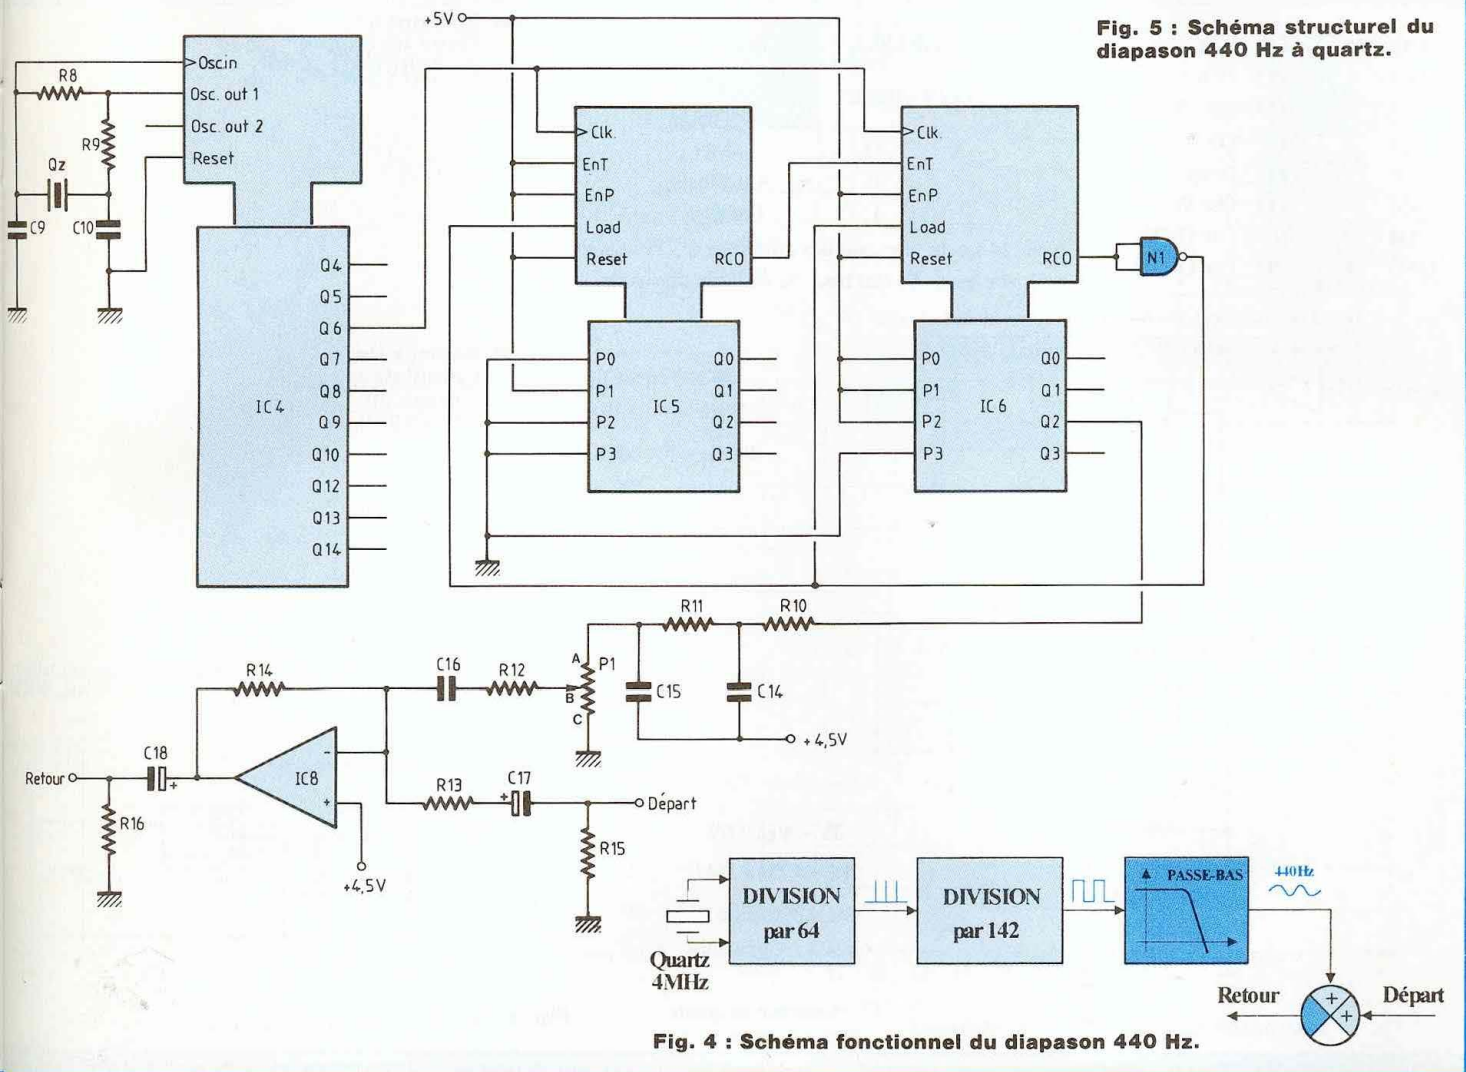 +5V
Fig. 5 : Schéma structurel du
diapason 440 Hz à quartz.
Osc.in
Osc. out 1
Osc. out 2
Reset
R8
R9
Qz
C9
C10
Q4
Q5
Q6
Q7
Q8
Q9
Q10
Q12
Q13
Q14
IC4
Clk.
EnT
EnP
Load
Reset
RCO
P0
P1
P2
P3
IC5
Q0
Q1
Q2
Q3
Clk.
EnT
EnP
Load
Reset
RCO
N1
P0
P1
P2
P3
IC6
Q0
Q1
Q2
Q3
R11
R10
R14
C16
R12
A
B
C
P1
C15
C14
+4,5V
C18
+
Retour
R16
IC8
-
+
+4,5V
R13
C17
+
Départ
R15
DIVISION
par 64
DIVISION
par 142
PASSE-BAS
440Hz
Quartz
4MHz
Retour
+
+
Départ
Fig. 4 : Schéma fonctionnel du diapason 440 Hz.